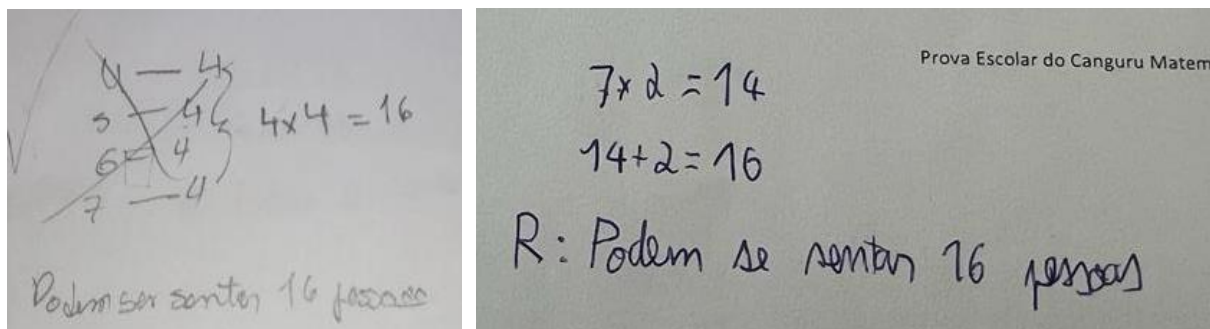 4 — 4
5 — 4
6 — 4
7 — 4
4x4 = 16
Podem ser sentar 16 pessoas
Prova Escolar do Canguru Matem
7x2 = 14
14+2 = 16
R: Podem se sentar 16 pessoas